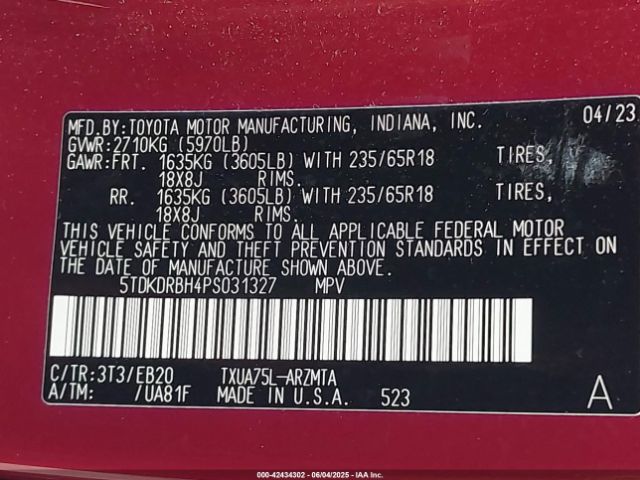 MFD.BY:TOYOTA MOTOR MANUFACTURING, INDIANA, INC. 04/23
GVWR:2710KG (5970LB)
GAWR:FRT. 1635KG (3605LB) WITH 235/65R18 TIRES,
18X8J RIMS.
RR. 1635KG (3605LB) WITH 235/65R18 TIRES,
18X8J RIMS.
THIS VEHICLE CONFORMS TO ALL APPLICABLE FEDERAL MOTOR
VEHICLE SAFETY AND THEFT PREVENTION STANDARDS IN EFFECT ON
THE DATE OF MANUFACTURE SHOWN ABOVE.
5TDKDRBH4PS031327 MPV
C/TR:3T3/EB20 TXUA75L-ARZMTA
A/TM: /UA81F MADE IN U.S.A. 523 A
000-42434302 - 06/04/2025 - IAAI.COM